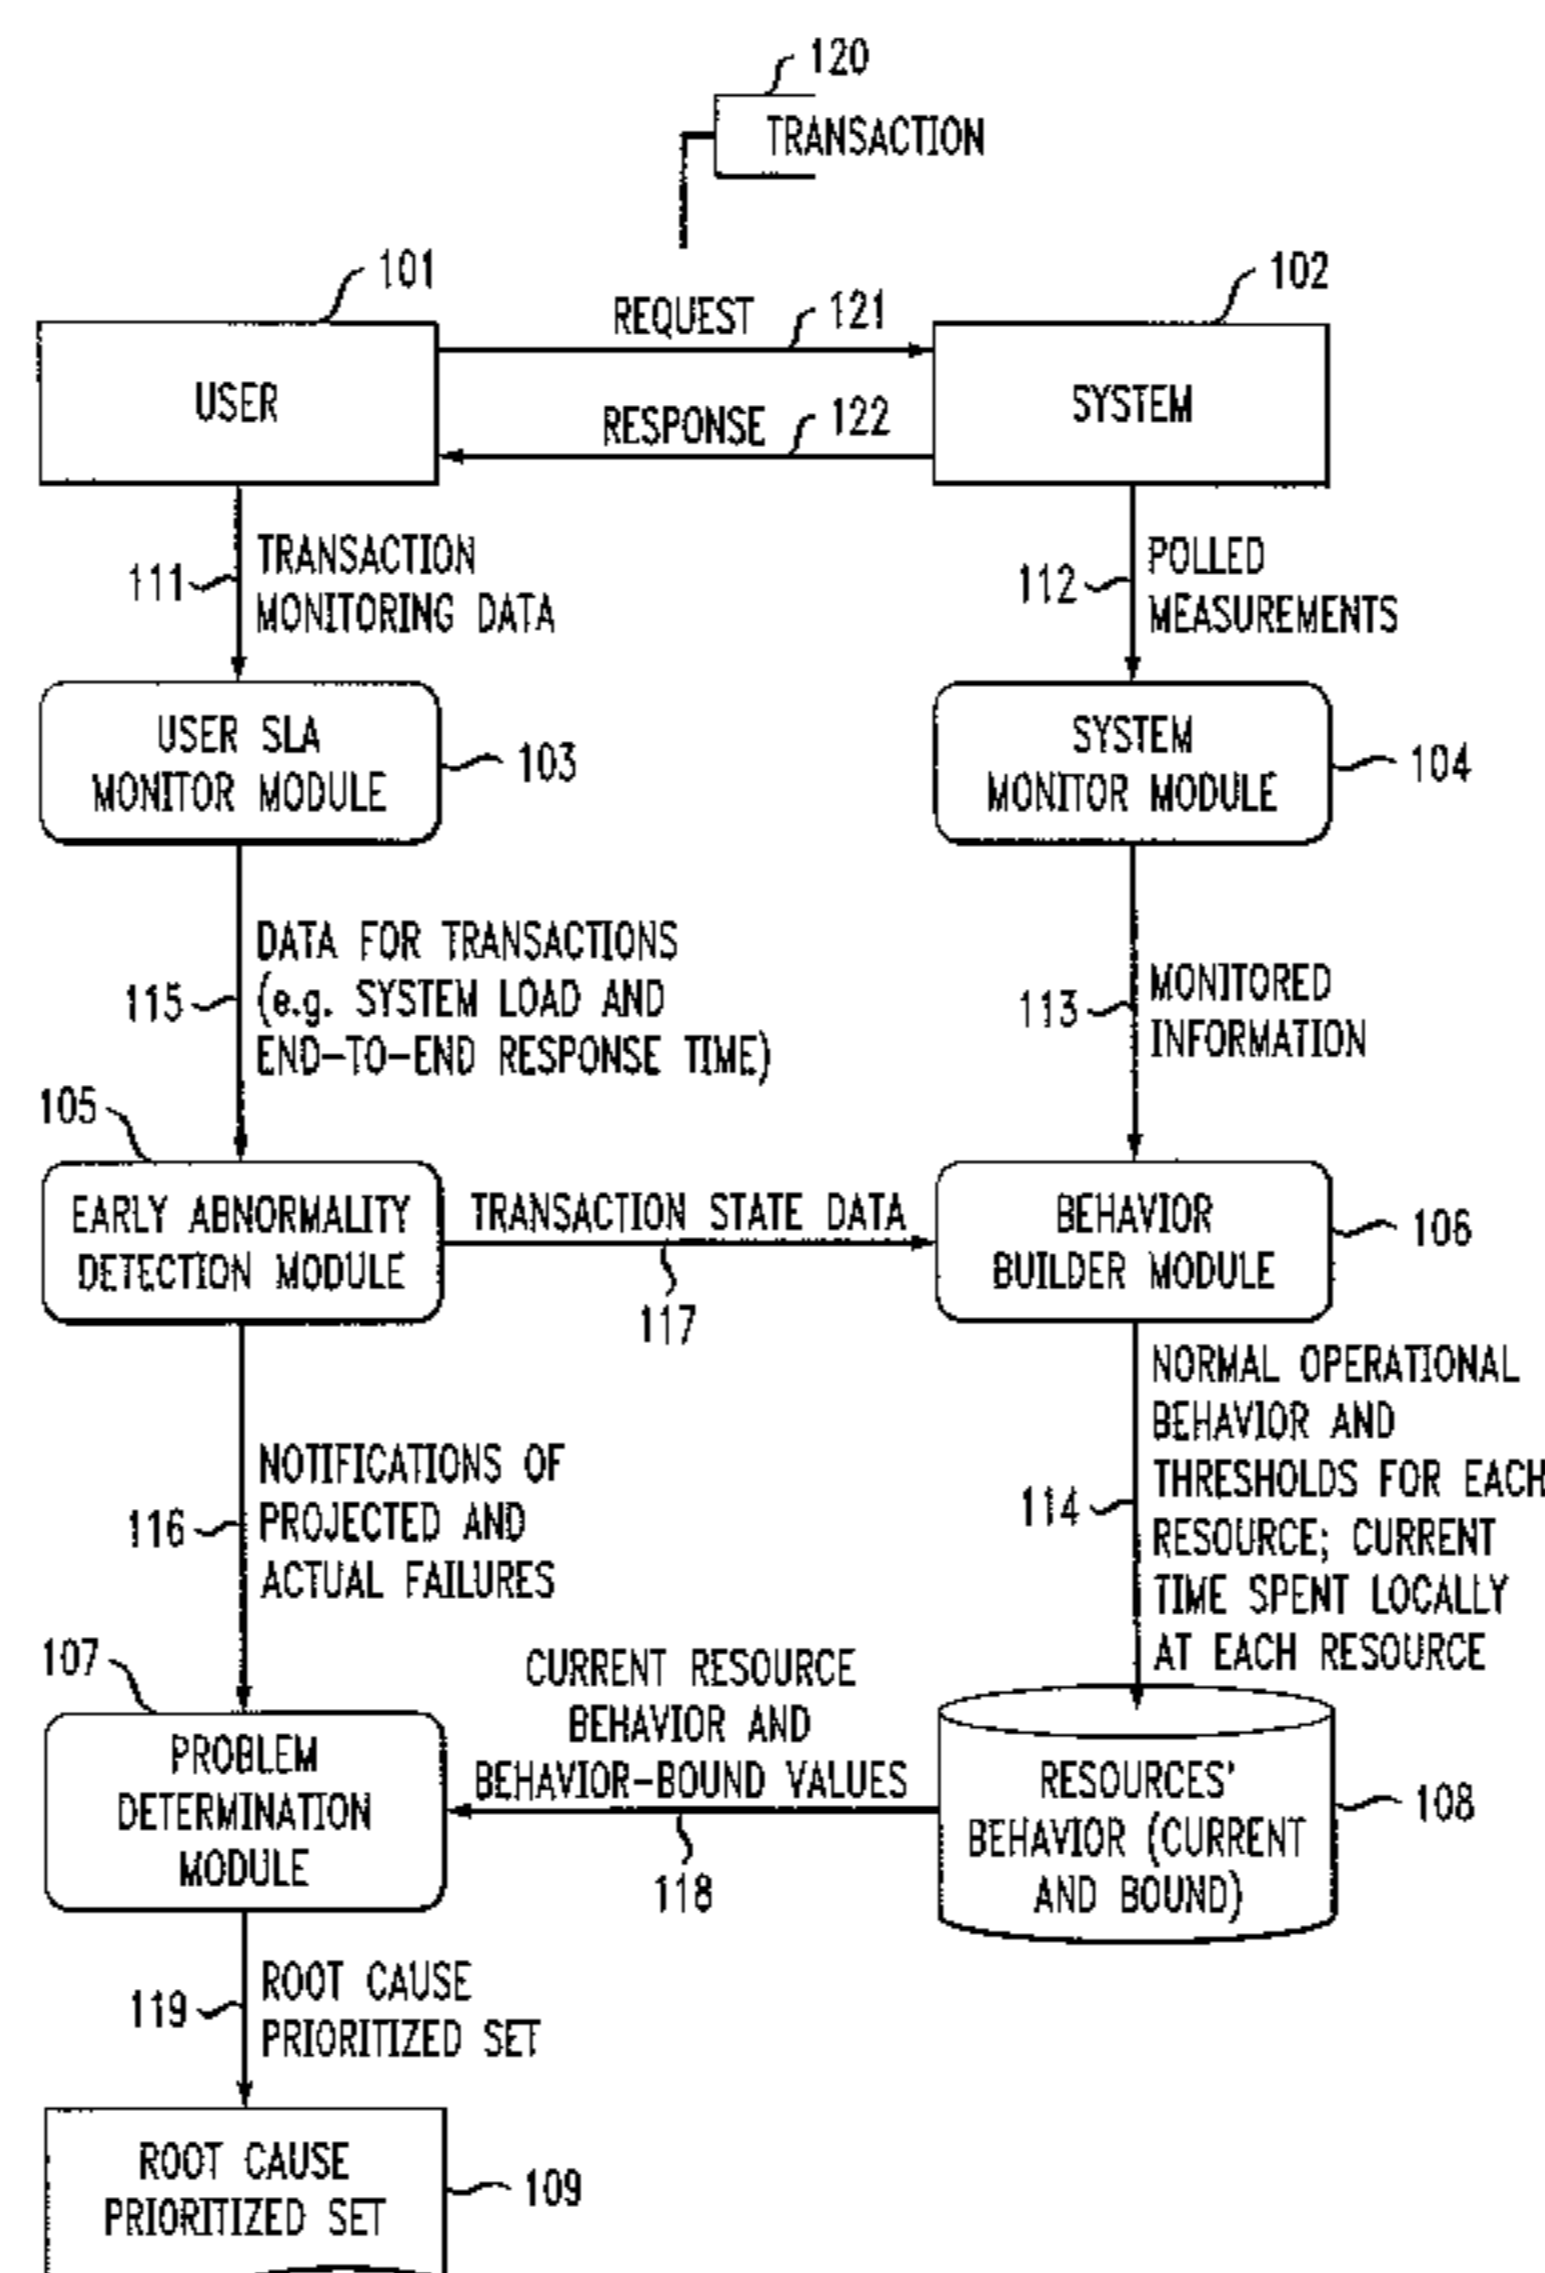 120
TRANSACTION
101
102
REQUEST
121
USER
SYSTEM
RESPONSE
122
111
TRANSACTION
MONITORING DATA
112
POLLED
MEASUREMENTS
USER SLA
MONITOR MODULE
103
SYSTEM
MONITOR MODULE
104
115
DATA FOR TRANSACTIONS
(e.g. SYSTEM LOAD AND
END-TO-END RESPONSE TIME)
113
MONITORED
INFORMATION
105
EARLY ABNORMALITY
DETECTION MODULE
TRANSACTION STATE DATA
117
BEHAVIOR
BUILDER MODULE
106
116
NOTIFICATIONS OF
PROJECTED AND
ACTUAL FAILURES
114
NORMAL OPERATIONAL
BEHAVIOR AND
THRESHOLDS FOR EACH
RESOURCE; CURRENT
TIME SPENT LOCALLY
AT EACH RESOURCE
107
PROBLEM
DETERMINATION
MODULE
CURRENT RESOURCE
BEHAVIOR AND
BEHAVIOR-BOUND VALUES
118
RESOURCES'
BEHAVIOR (CURRENT
AND BOUND)
108
119
ROOT CAUSE
PRIORITIZED SET
ROOT CAUSE
PRIORITIZED SET
109